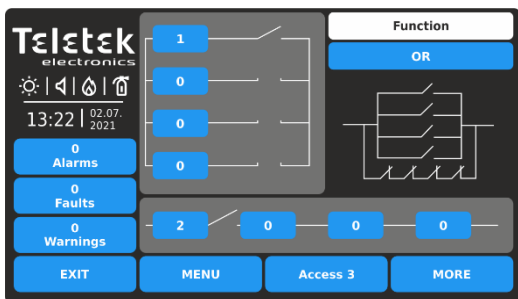 Teletek
electronics
13:22 02.07.
2021
0
Alarms
0
Faults
0
Warnings
1
0
0
0
Function
OR
2 0 0 0
EXIT MENU Access 3 MORE